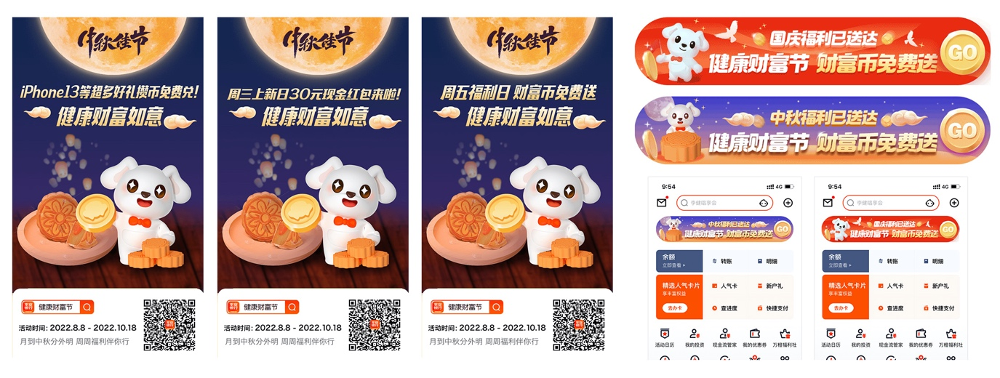 中秋佳节
iPhone13等超多好礼攒币免费兑!
健康财富如意
健康财富节
活动时间: 2022.8.8 - 2022.10.18
月到中秋分外明 周周福利伴你行
中秋佳节
周三上新日30元现金红包来啦!
健康财富如意
健康财富节
活动时间: 2022.8.8 - 2022.10.18
月到中秋分外明 周周福利伴你行
中秋佳节
周五福利日 财富币免费送
健康财富如意
健康财富节
活动时间: 2022.8.8 - 2022.10.18
月到中秋分外明 周周福利伴你行
国庆福利已送达
健康财富节 财富币免费送
GO
中秋福利已送达
健康财富节 财富币免费送
GO
9:54
4G
李健唱享会
中秋福利已送达
健康财富节 财富币免费送
GO
余额
立即查看
转账
明细
精选人气卡片
享丰富权益
去办卡
人气卡
新户礼
查进度
快捷支付
活动日历
我的投资
现金流管家
我的优惠券
万橙福利社
9:54
4G
李健唱享会
国庆福利已送达
健康财富节 财富币免费送
GO
余额
立即查看
转账
明细
精选人气卡片
享丰富权益
去办卡
人气卡
新户礼
查进度
快捷支付
活动日历
我的投资
现金流管家
我的优惠券
万橙福利社